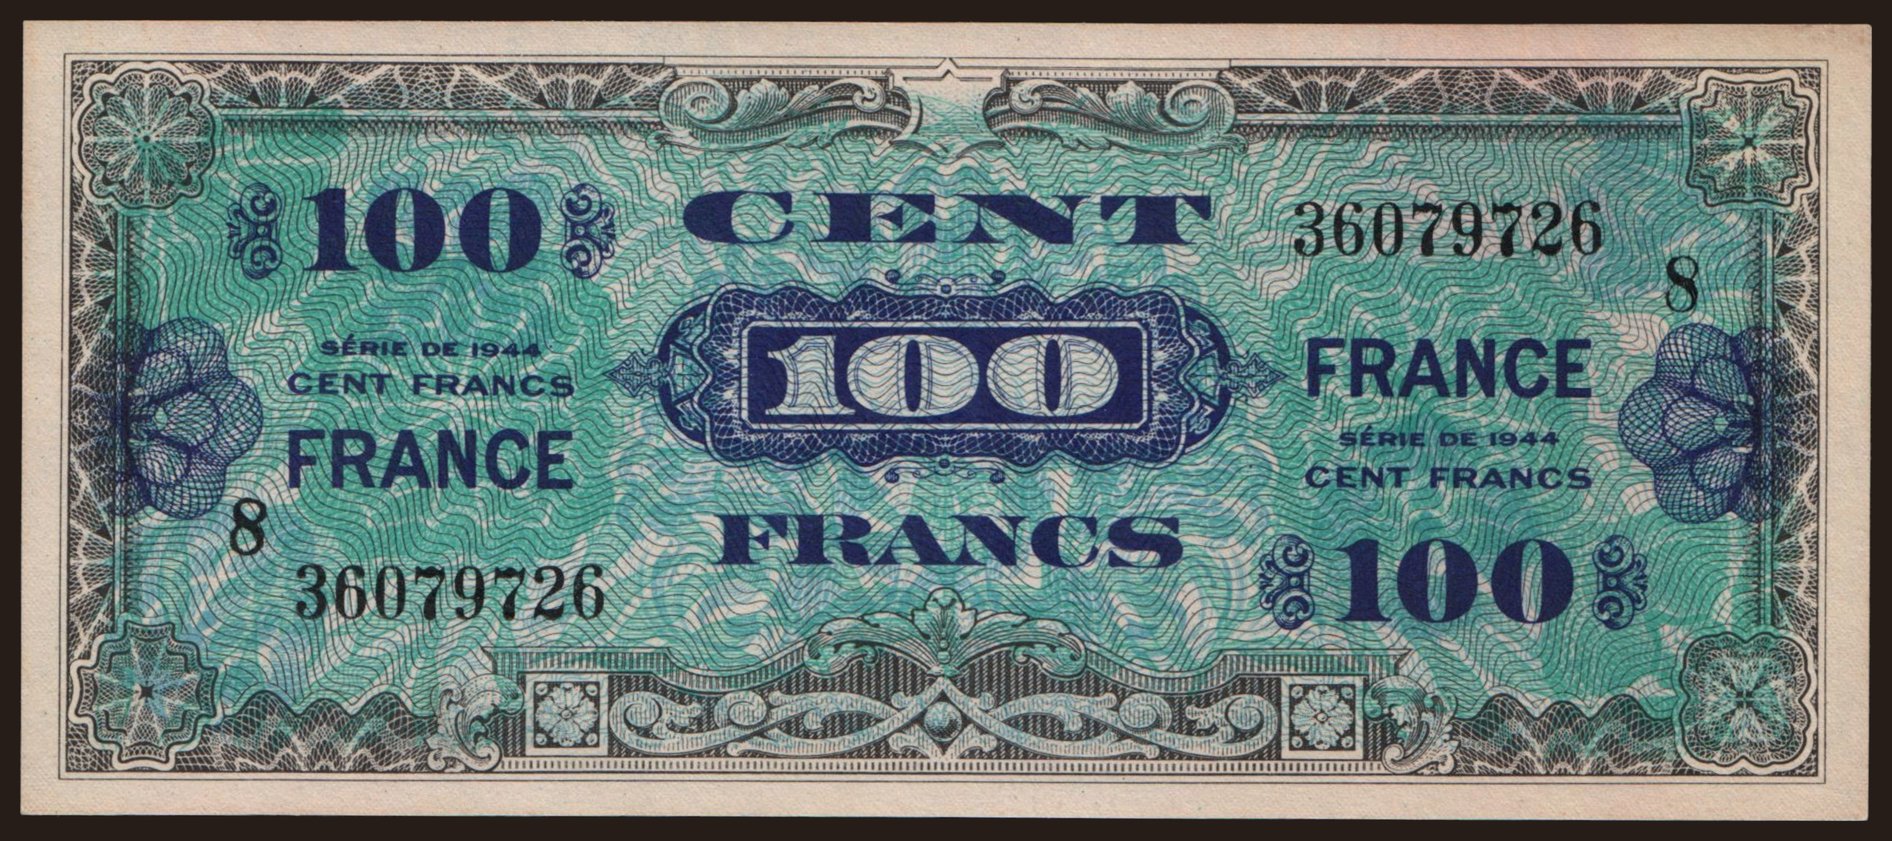 100
CENT
36079726
8
SÉRIE DE 1944
CENT FRANCS
FRANCE
100
FRANCE
SÉRIE DE 1944
CENT FRANCS
8
36079726
FRANCS
100